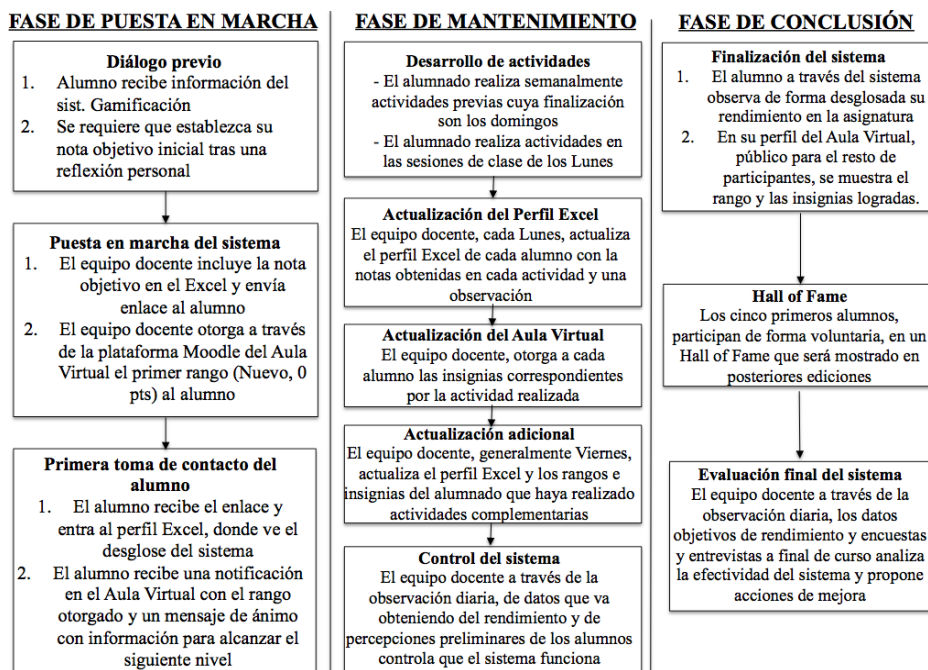 FASE DE PUESTA EN MARCHA
Diálogo previo
1. Alumno recibe información del
sist. Gamificación
2. Se requiere que establezca su
nota objetivo inicial tras una
reflexión personal
Puesta en marcha del sistema
1. El equipo docente incluye la nota
objetivo en el Excel y envía
enlace al alumno
2. El equipo docente otorga a través
de la plataforma Moodle del Aula
Virtual el primer rango (Nuevo, 0
pts) al alumno
Primera toma de contacto del
alumno
1. El alumno recibe el enlace y
entra al perfil Excel, donde ve el
desglose del sistema
2. El alumno recibe una notificación
en el Aula Virtual con el rango
otorgado y un mensaje de ánimo
con información para alcanzar el
siguiente nivel
FASE DE MANTENIMIENTO
Desarrollo de actividades
- El alumnado realiza semanalmente
actividades previas cuya finalización
son los domingos
- El alumnado realiza actividades en
las sesiones de clase de los Lunes
Actualización del Perfil Excel
El equipo docente, cada Lunes, actualiza
el perfil Excel de cada alumno con la
notas obtenidas en cada actividad y una
observación
Actualización del Aula Virtual
El equipo docente, otorga a cada
alumno las insignias correspondientes
por la actividad realizada
Actualización adicional
El equipo docente, generalmente Viernes,
actualiza el perfil Excel y los rangos e
insignias del alumnado que haya realizado
actividades complementarias
Control del sistema
El equipo docente a través de la
observación diaria, de datos que va
obteniendo del rendimiento y de
percepciones preliminares de los alumnos
controla que el sistema funciona
FASE DE CONCLUSIÓN
Finalización del sistema
1. El alumno a través del sistema
observa de forma desglosada su
rendimiento en la asignatura
2. En su perfil del Aula Virtual,
público para el resto de
participantes, se muestra el
rango y las insignias logradas.
Hall of Fame
Los cinco primeros alumnos,
participan de forma voluntaria, en un
Hall of Fame que será mostrado en
posteriores ediciones
Evaluación final del sistema
El equipo docente a través de la
observación diaria, los datos
objetivos de rendimiento y encuestas
y entrevistas a final de curso analiza
la efectividad del sistema y propone
acciones de mejora